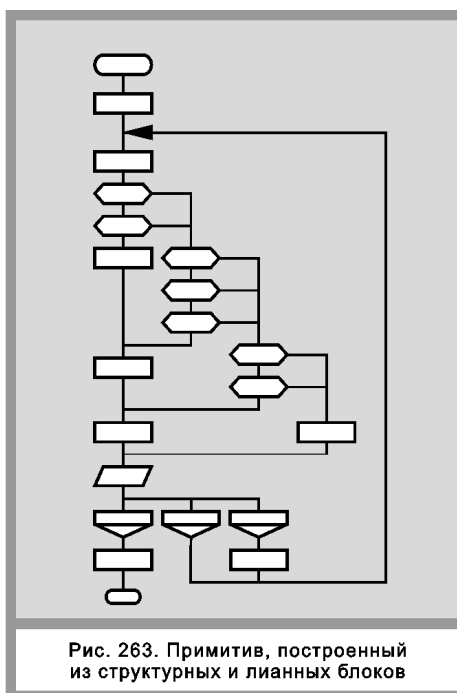 Рис. 263. Примитив, построенный
из структурных и лианных блоков